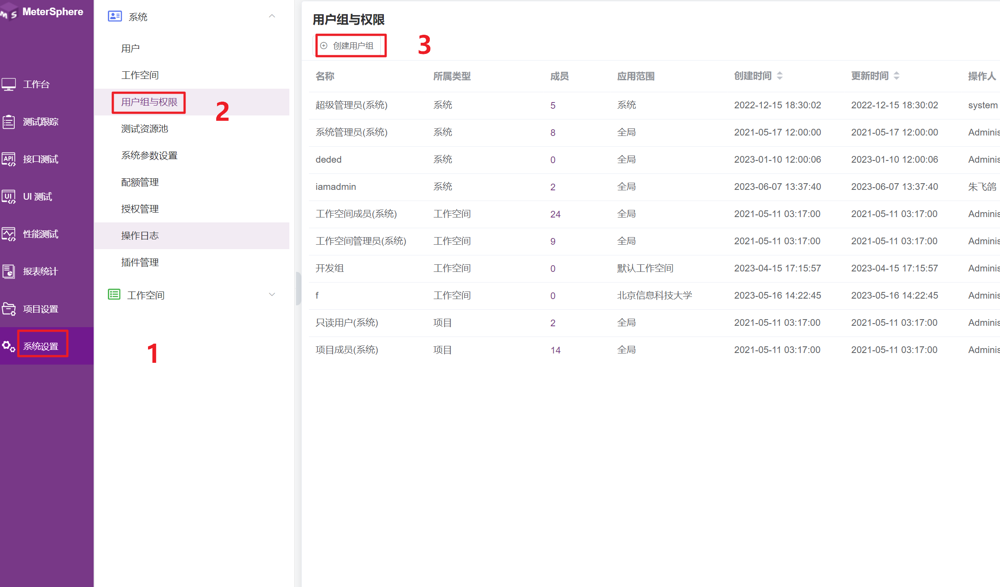 MeterSphere
工作台
测试跟踪
接口测试
UI 测试
性能测试
报表统计
项目设置
系统设置
1
系统
用户
工作空间
用户组与权限
2
测试资源池
系统参数设置
配额管理
授权管理
操作日志
插件管理
工作空间
用户组与权限
创建用户组
3
名称 所属类型 成员 应用范围 创建时间 更新时间 操作人
超级管理员(系统) 系统 5 系统 2022-12-15 18:30:02 2022-12-15 18:30:02 system
系统管理员(系统) 系统 8 全局 2021-05-17 12:00:00 2021-05-17 12:00:00 Adminis
deded 系统 0 全局 2023-01-10 12:00:06 2023-01-10 12:00:06 Adminis
iamadmin 系统 2 全局 2023-06-07 13:37:40 2023-06-07 13:37:40 朱飞鸽
工作空间成员(系统) 工作空间 24 全局 2021-05-11 03:17:00 2021-05-11 03:17:00 Adminis
工作空间管理员(系统) 工作空间 9 全局 2021-05-11 03:17:00 2021-05-11 03:17:00 Adminis
开发组 工作空间 0 默认工作空间 2023-04-15 17:15:57 2023-04-15 17:15:57 Adminis
f 工作空间 0 北京信息科技大学 2023-05-16 14:22:45 2023-05-16 14:22:45 Adminis
只读用户(系统) 项目 2 全局 2021-05-11 03:17:00 2021-05-11 03:17:00 Adminis
项目成员(系统) 项目 14 全局 2021-05-11 03:17:00 2021-05-11 03:17:00 Adminis